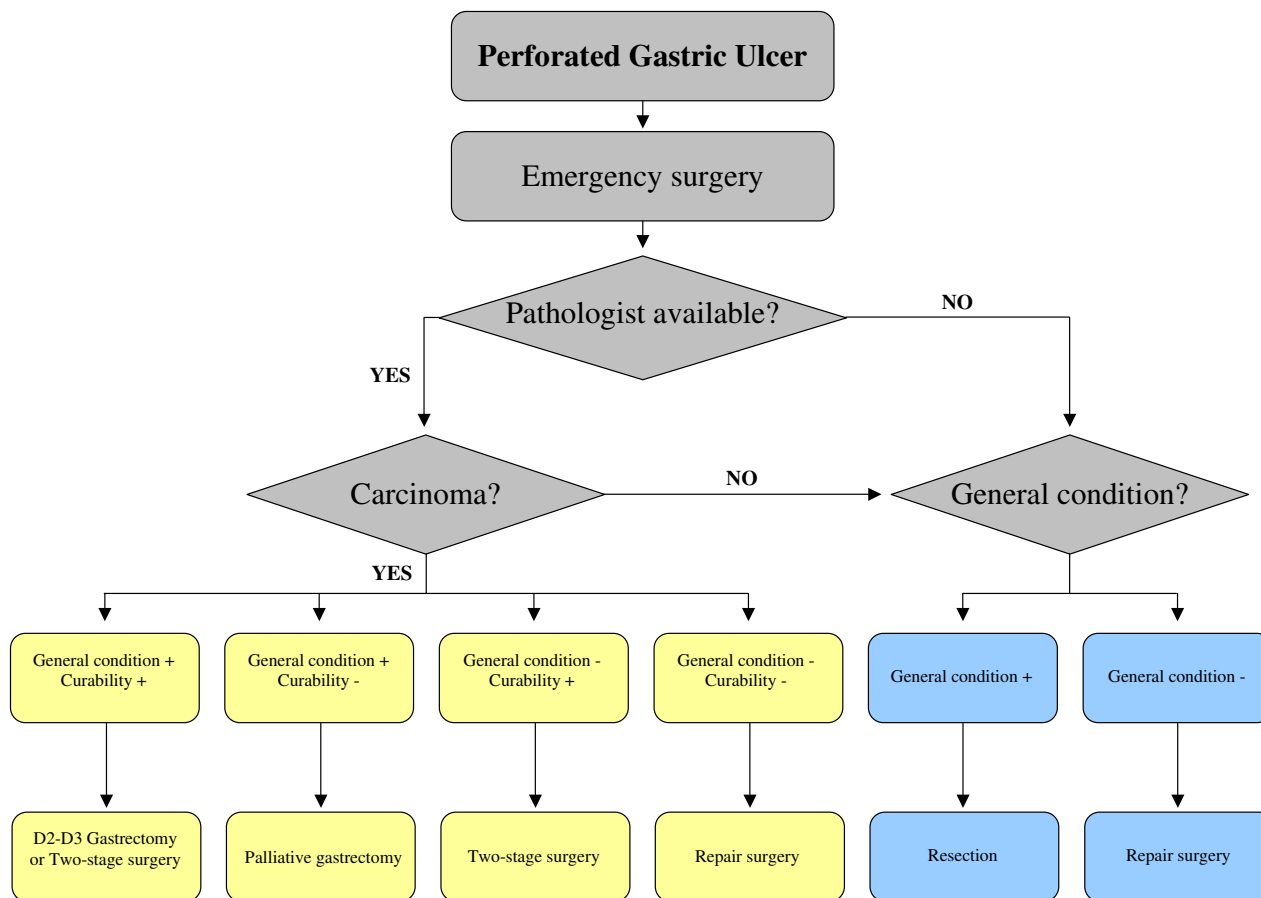 Perforated Gastric Ulcer
Emergency surgery
Pathologist available?
NO
YES
Carcinoma?
NO
General condition?
YES
General condition +
Curability +
General condition +
Curability -
General condition -
Curability +
General condition -
Curability -
General condition +
General condition -
D2-D3 Gastrectomy
or Two-stage surgery
Palliative gastrectomy
Two-stage surgery
Repair surgery
Resection
Repair surgery